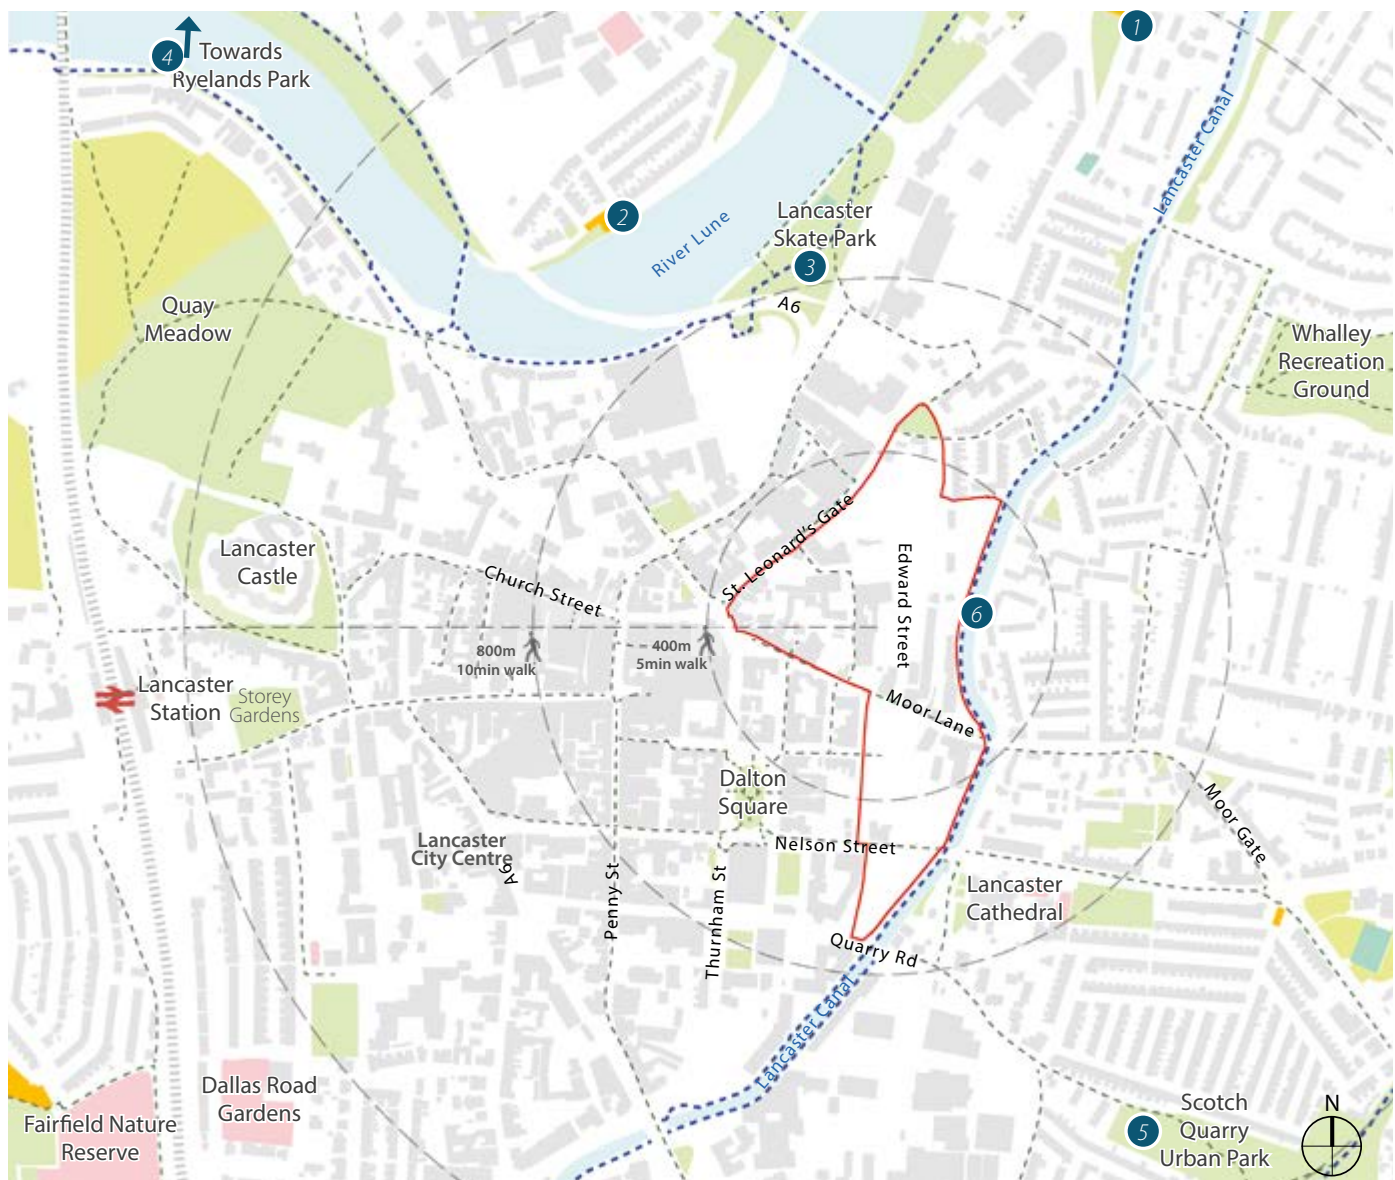 1
4
Towards
Ryelands Park
Lancaster Canal
2
Lancaster
Skate Park
River Lune
3
A6
Quay
Meadow
Whalley
Recreation
Ground
St. Leonard's Gate
Lancaster
Castle
Church Street
Edward Street
6
800m
10min walk
400m
5min walk
Lancaster
Station
Storey
Gardens
Moor Lane
Dalton
Square
Moor Gate
Lancaster
City Centre
A6
Nelson Street
Penny St
Thurnham St
Lancaster
Cathedral
Quarry Rd
Lancaster Canal
Dallas Road
Gardens
Fairfield Nature
Reserve
5
Scotch
Quarry
Urban Park
N